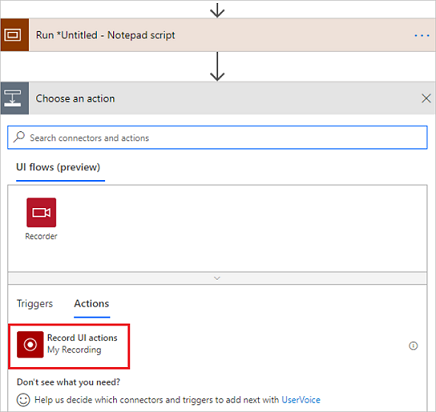 Run *Untitled - Notepad script
Choose an action
Search connectors and actions
UI flows (preview)
Recorder
Triggers
Actions
Record UI actions
My Recording
Don't see what you need?
Help us decide which connectors and triggers to add next with UserVoice